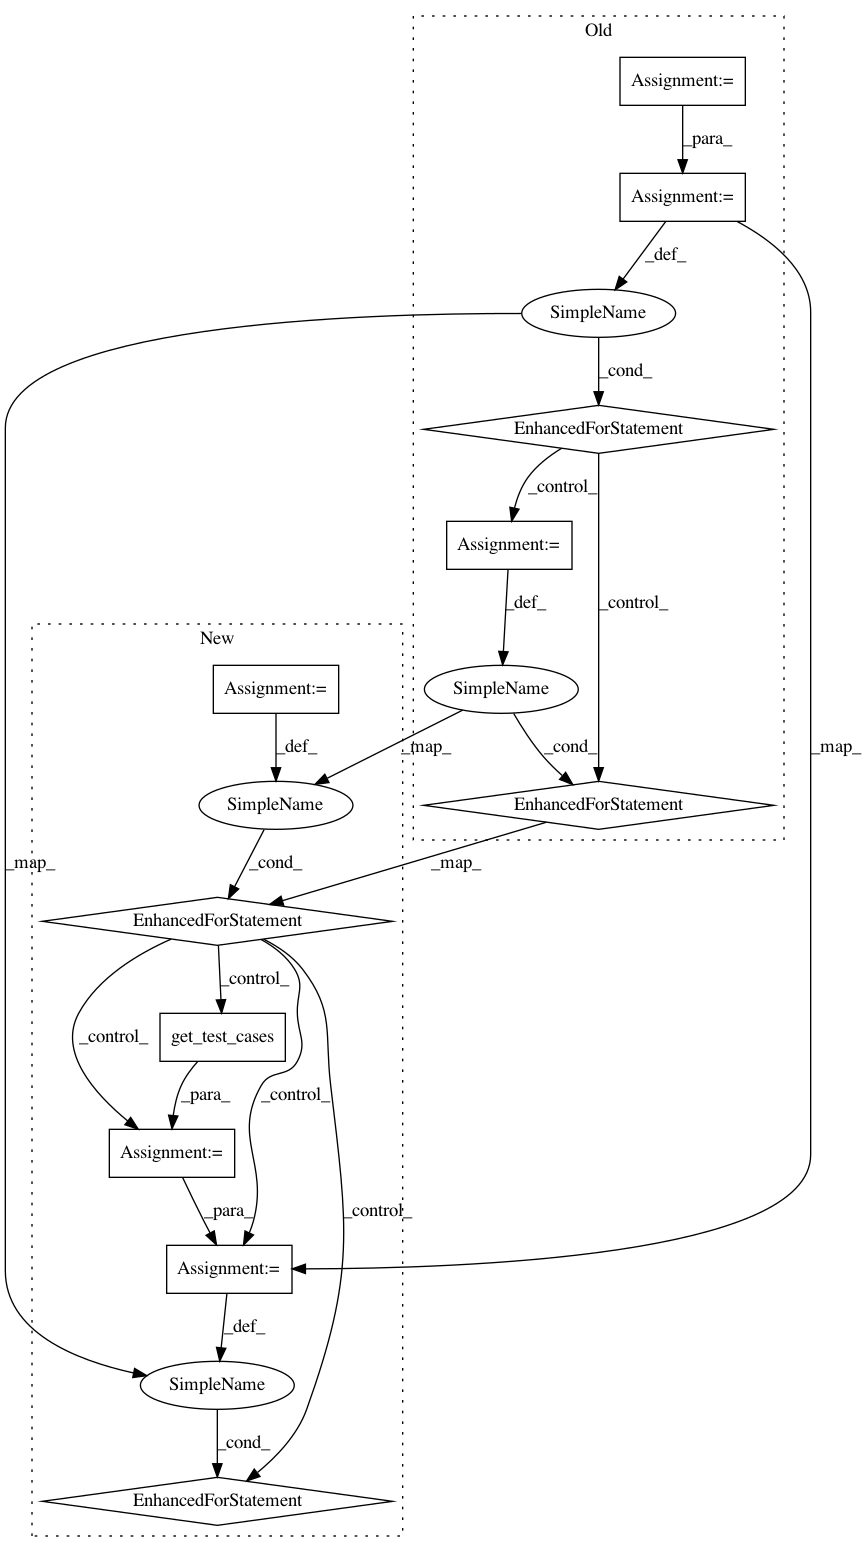 Old
Assignment:=
_para_
Assignment:=
_def_
SimpleName
_cond_
EnhancedForStatement
_control_
Assignment:=
_def_
_control_
New
SimpleName
Assignment:=
_def_
_map_
_cond_
_map_
SimpleName
EnhancedForStatement
_map_
_cond_
_map_
EnhancedForStatement
_control_
_control_
get_test_cases
_para_
_control_
Assignment:=
_para_
_control_
Assignment:=
_def_
SimpleName
_cond_
EnhancedForStatement